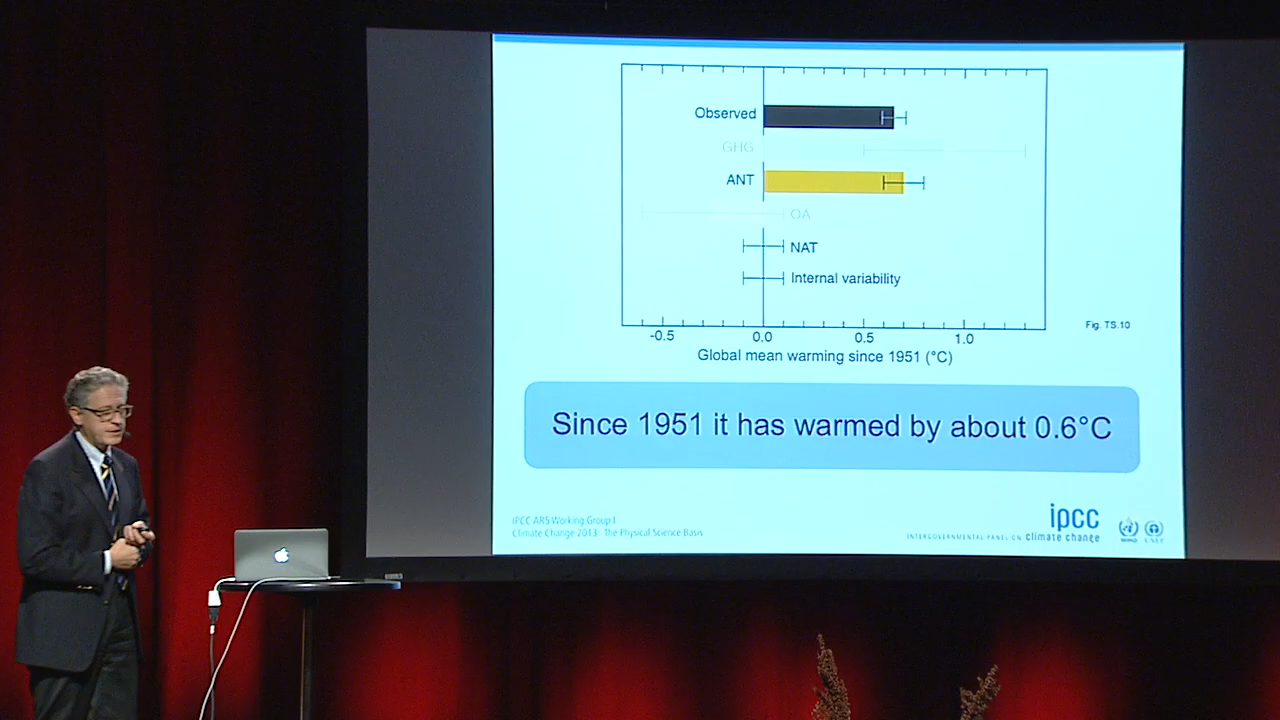 Observed
GHG
ANT
OA
NAT
Internal variability
-0.5 0.0 0.5 1.0
Fig. TS.10
Global mean warming since 1951 (°C)
Since 1951 it has warmed by about 0.6°C
IPCC AR5 Working Group I
Climate Change 2013: The Physical Science Basis
ipcc
INTERGOVERNMENTAL PANEL ON climate change
WMO UNEP